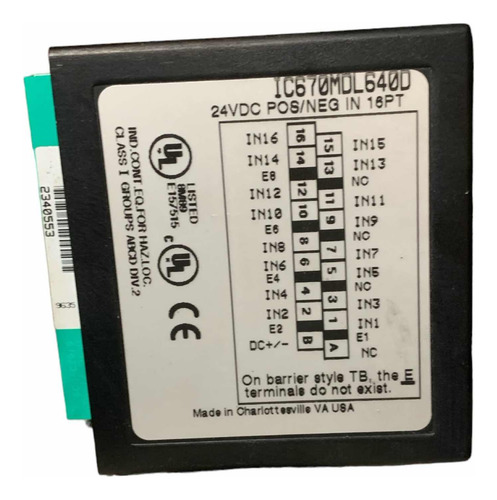 IC670MDL640D
24VDC POS/NEG IN 16PT
IN16 16 15 IN15
IN14 14 13 IN13
E8 NC
IN12 12 11 IN11
IN10 10 9 IN9
E6 NC
IN8 8 7 IN7
IN6 6 5 IN5
E4 NC
IN4 4 3 IN3
IN2 2 1 IN1
E2 E1
DC+/- B A NC
On barrier style TB, the E
terminals do not exist.
Made in Charlottesville VA USA
IND.CONT.EQ.FOR HAZ.LOC.
CLASS I GROUPS ABCD DIV.2
UL
LISTED
E157515
C UL
CE
2340553
9635